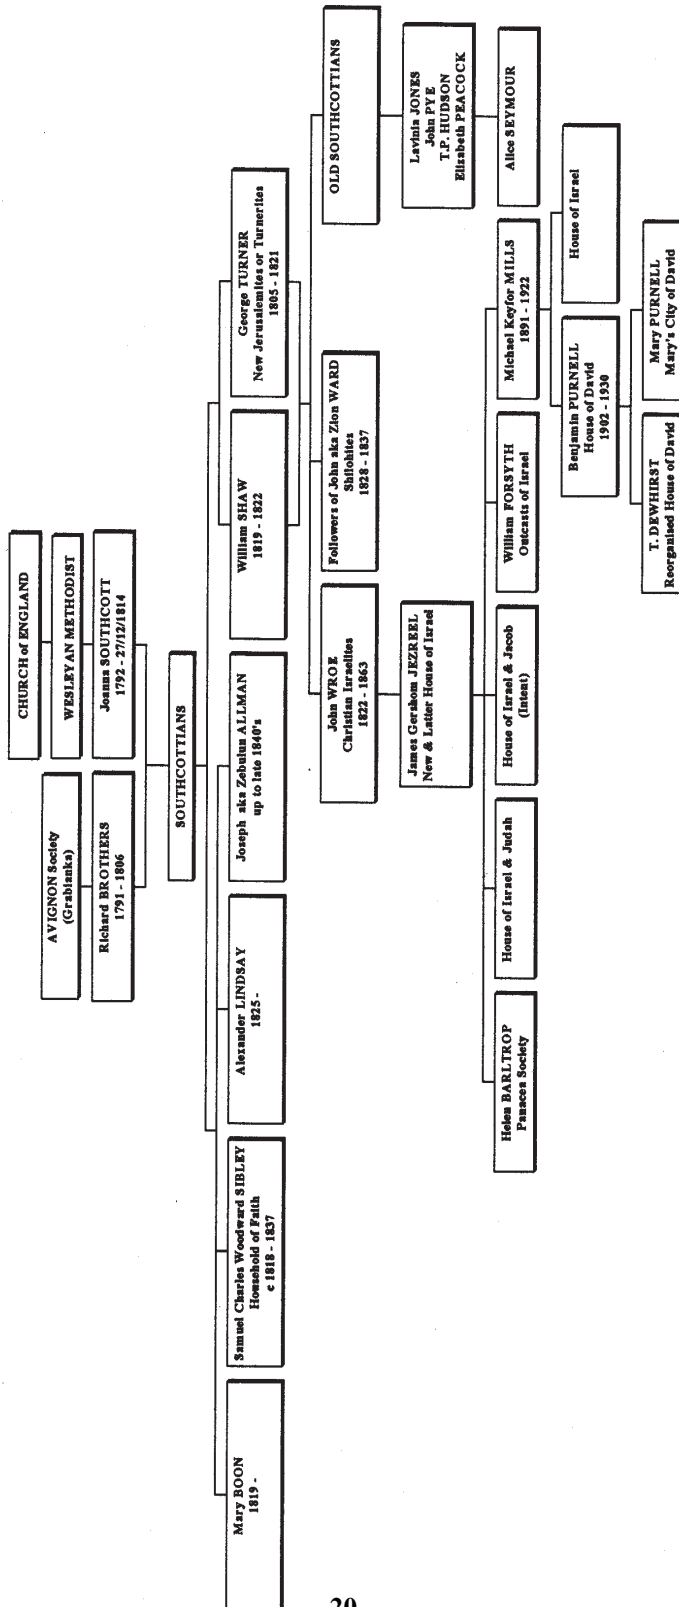 CHURCH of ENGLAND
AVIGNON Society
(Grabianka)
WESLEYAN METHODIST
Richard BROTHERS
1791 - 1806
Joanna SOUTHCOTT
1792 - 27/12/1814
SOUTHCOTTIANS
Mary BOON
1819 -
Samuel Charles Woodward SIBLEY
Household of Faith
c 1818 - 1837
Alexander LINDSAY
1825 -
Joseph aka Zebulun ALLMAN
up to late 1840's
William SHAW
1819 - 1822
George TURNER
New Jerusalemites or Turnerites
1805 - 1821
John WROE
Christian Israelites
1822 - 1863
Followers of John aka Zion WARD
Shilohites
1828 - 1837
OLD SOUTHCOTTIANS
James Gershom JEZREEL
New & Latter House of Israel
Lavinia JONES
John PYE
T.P. HUDSON
Elizabeth PEACOCK
Helen BARLTROP
Panacea Society
House of Israel & Judah
House of Israel & Jacob
(Intent)
William FORSYTH
Outcasts of Israel
Michael Keyfor MILLS
1891 - 1922
Alice SEYMOUR
Benjamin PURNELL
House of David
1902 - 1930
House of Israel
T. DEWHIRST
Reorganised House of David
Mary PURNELL
Mary's City of David
20